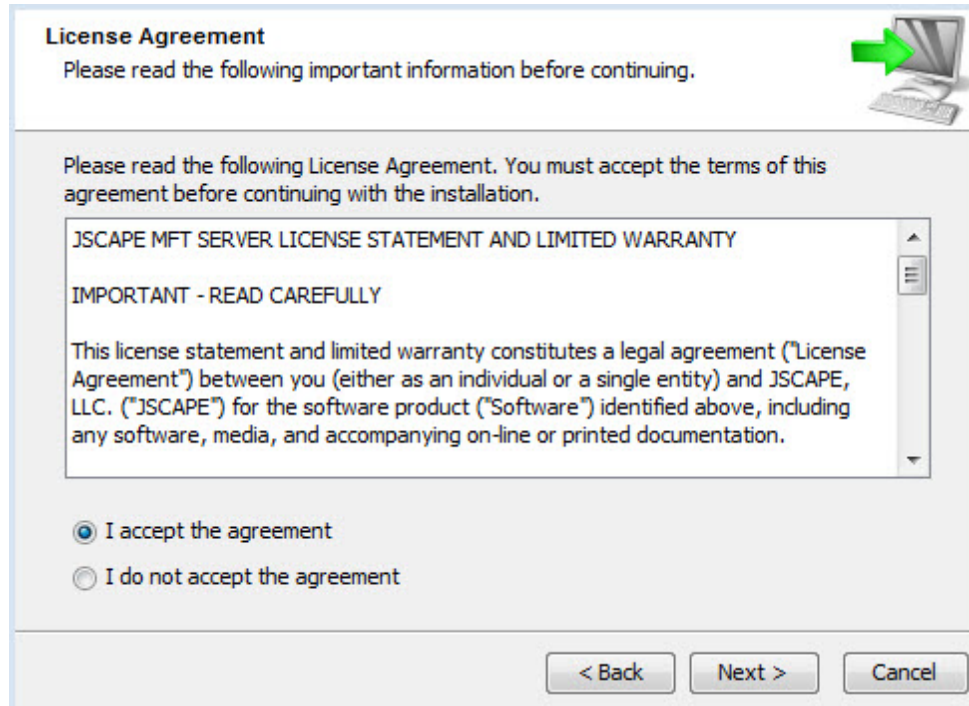 License Agreement
Please read the following important information before continuing.
Please read the following License Agreement. You must accept the terms of this
agreement before continuing with the installation.
JSCAPE MFT SERVER LICENSE STATEMENT AND LIMITED WARRANTY
IMPORTANT - READ CAREFULLY
This license statement and limited warranty constitutes a legal agreement ("License
Agreement") between you (either as an individual or a single entity) and JSCAPE,
LLC. ("JSCAPE") for the software product ("Software") identified above, including
any software, media, and accompanying on-line or printed documentation.
I accept the agreement
I do not accept the agreement
< Back Next > Cancel